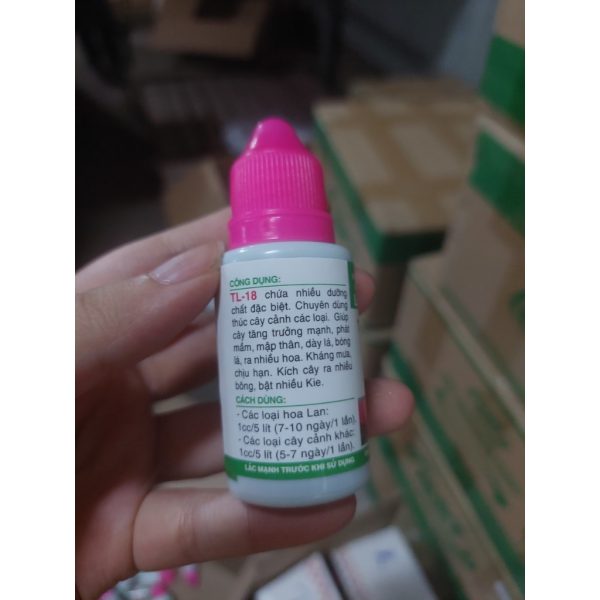 CÔNG DỤNG:
TL-18 chứa nhiều dưỡng
chất đặc biệt. Chuyên dùng
thúc cây cảnh các loại. Giúp
cây tăng trưởng mạnh, phát
mầm, mập thân, dày lá, bóng
lá, ra nhiều hoa. Kháng mưa,
chịu hạn. Kích cây ra nhiều
bông, bật nhiều Kie.
CÁCH DÙNG:
- Các loại hoa Lan:
1cc/5 lít (7-10 ngày/1 lần).
- Các loại cây cảnh khác:
1cc/5 lít (5-7 ngày/1 lần).
LẮC MẠNH TRƯỚC KHI SỬ DỤNG